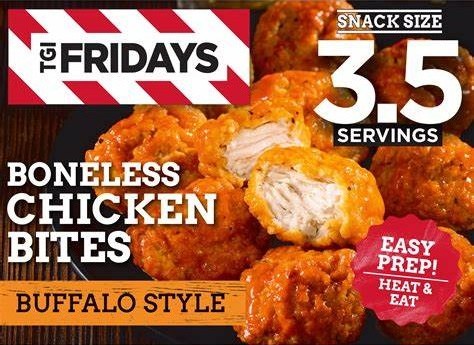 TGI FRIDAYS
SNACK SIZE
3.5
SERVINGS
BONELESS
CHICKEN
BITES
BUFFALO STYLE
EASY
PREP!
HEAT &
EAT